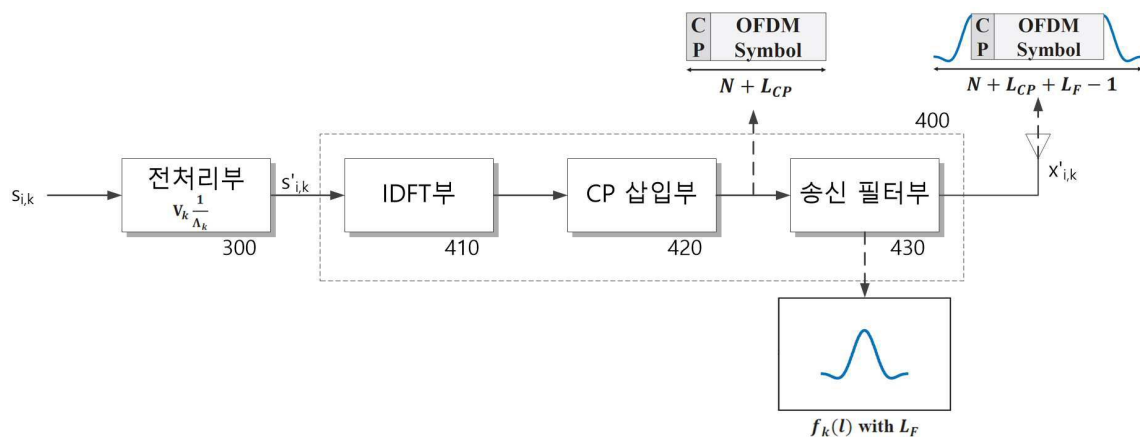 C
P
OFDM
Symbol
N + L_CP
C
P
OFDM
Symbol
N + L_CP + L_F − 1
400
s_i,k
전처리부
V_k 1/Λ_k
300
s'_i,k
IDFT부
410
CP 삽입부
420
송신 필터부
430
x'_i,k
f_k(l) with L_F